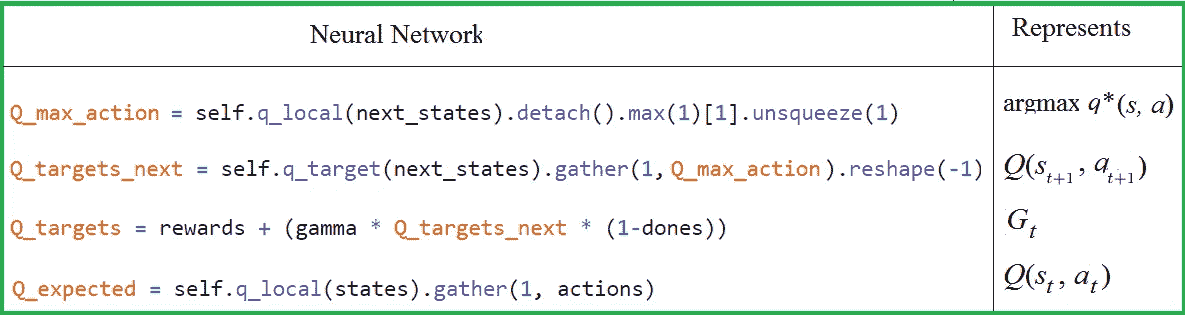 Neural Network Represents
Q_max_action = self.q_local(next_states).detach().max(1)[1].unsqueeze(1) argmax q*(s, a)
Q_targets_next = self.q_target(next_states).gather(1,Q_max_action).reshape(-1) Q(s_{t+1}, a_{t+1})
Q_targets = rewards + (gamma * Q_targets_next * (1-dones)) G_t
Q_expected = self.q_local(states).gather(1, actions) Q(s_t, a_t)